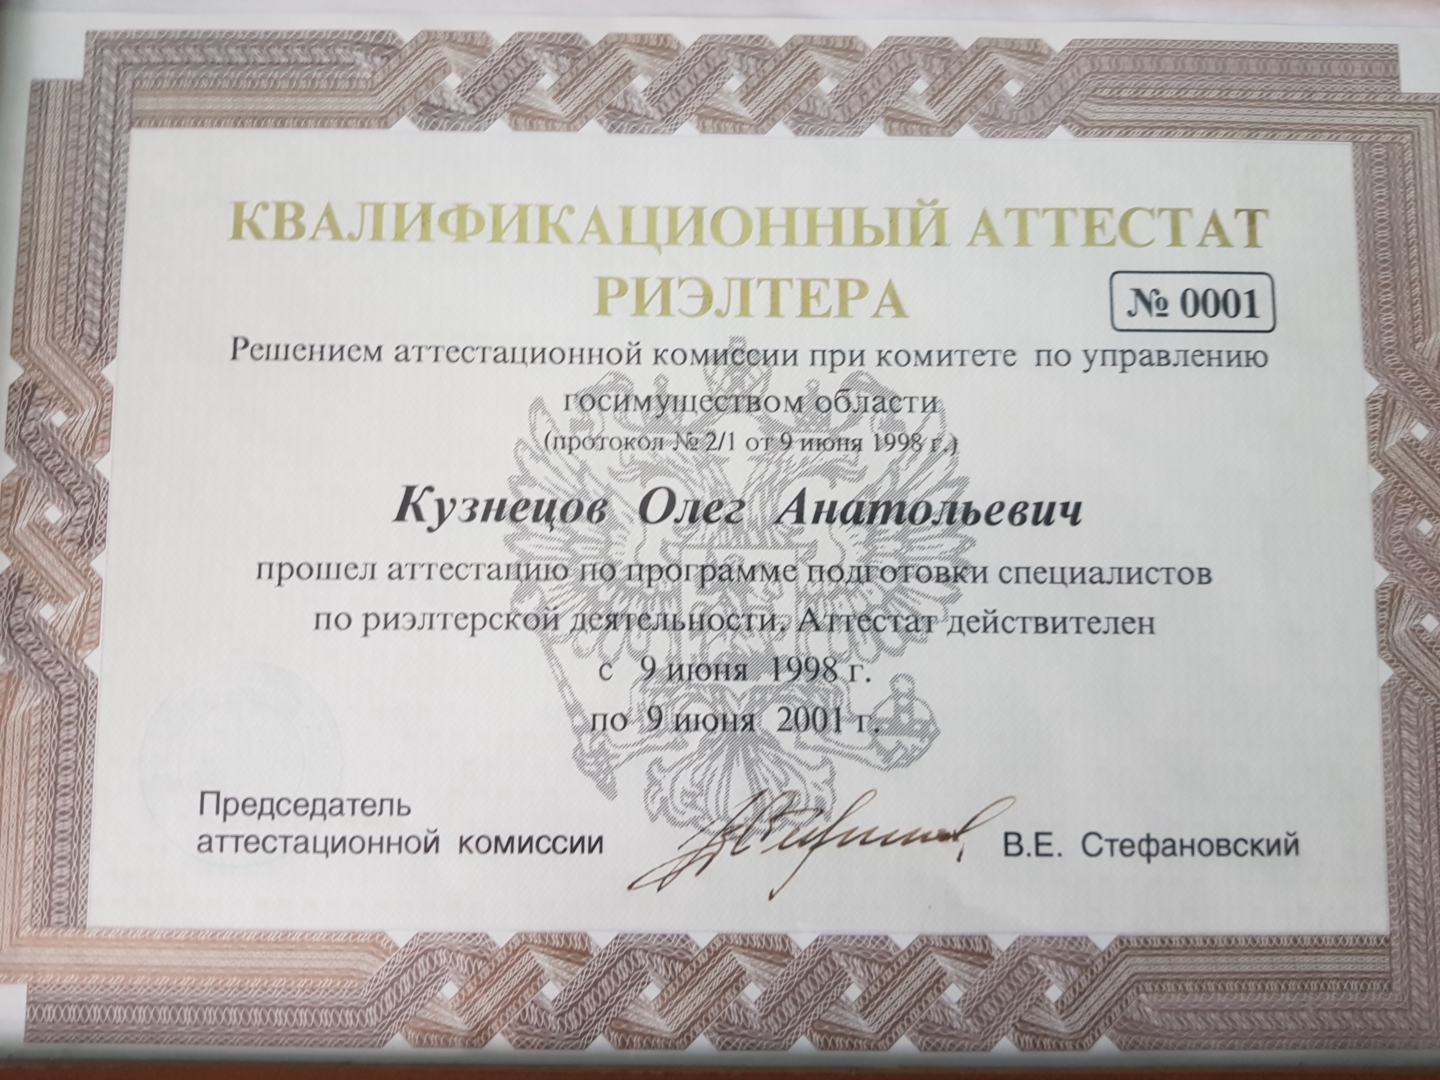 КВАЛИФИКАЦИОННЫЙ АТТЕСТАТ
РИЭЛТЕРА
№ 0001
Решением аттестационной комиссии при комитете по управлению
госимуществом области
(протокол № 2/1 от 9 июня 1998 г.)
Кузнецов Олег Анатольевич
прошел аттестацию по программе подготовки специалистов
по риэлтерской деятельности. Аттестат действителен
с 9 июня 1998 г.
по 9 июня 2001 г.
Председатель
аттестационной комиссии
В.Е. Стефановский